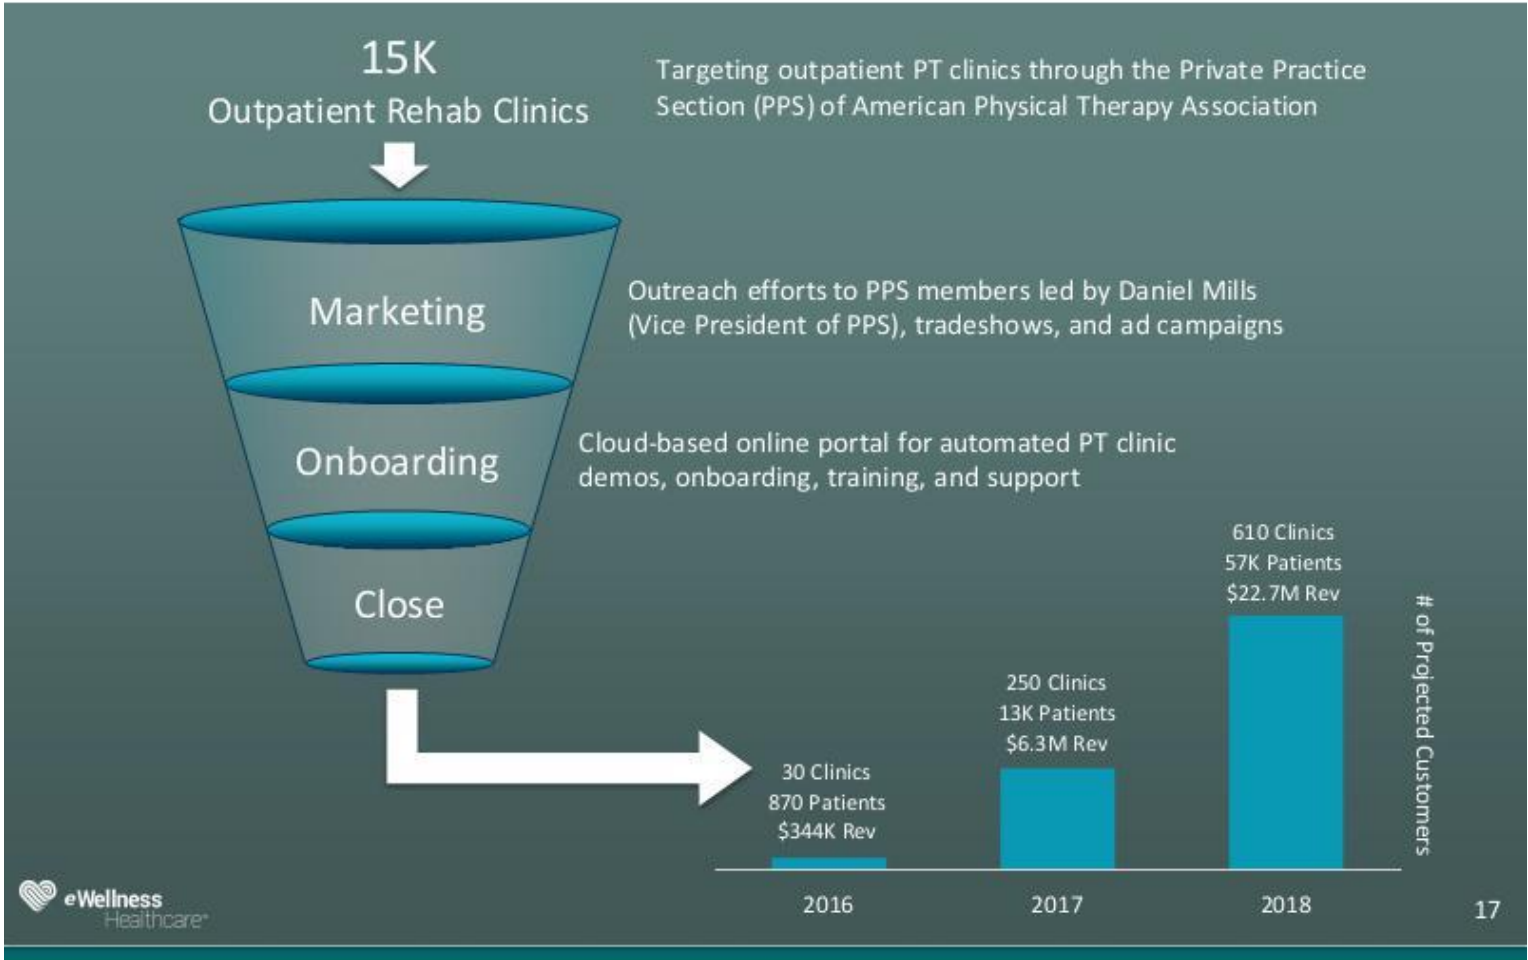 15K
Outpatient Rehab Clinics
Targeting outpatient PT clinics through the Private Practice
Section (PPS) of American Physical Therapy Association
Marketing
Outreach efforts to PPS members led by Daniel Mills
(Vice President of PPS), tradeshows, and ad campaigns
Onboarding
Cloud-based online portal for automated PT clinic
demos, onboarding, training, and support
Close
30 Clinics
870 Patients
$344K Rev
250 Clinics
13K Patients
$6.3M Rev
610 Clinics
57K Patients
$22.7M Rev
# of Projected Customers
2016
2017
2018
eWellness
Healthcare
17